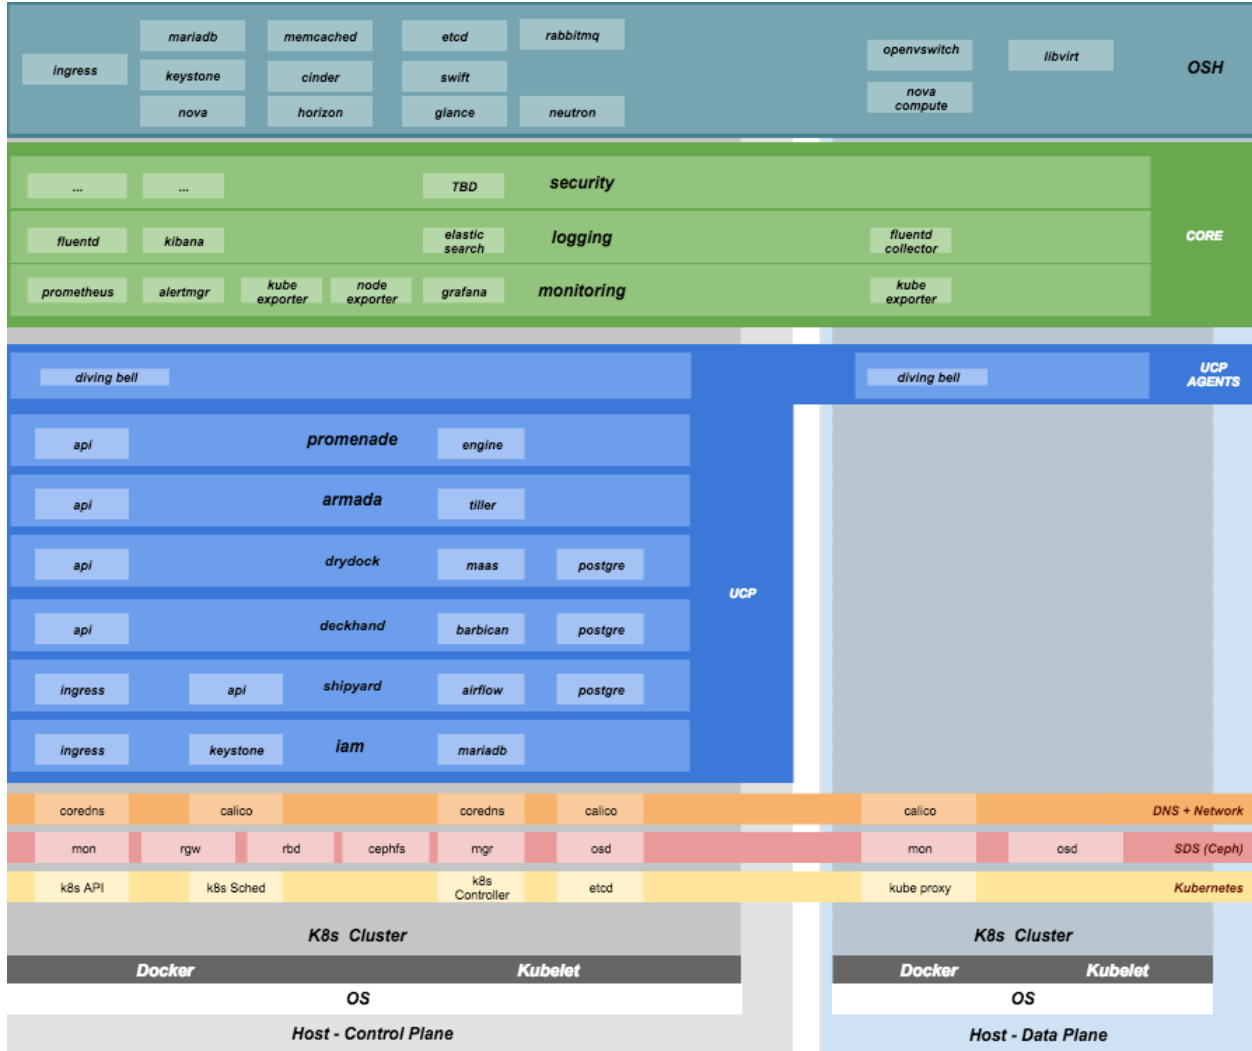 mariadb memcached etcd rabbitmq
openvswitch libvirt
ingress keystone cinder swift OSH
nova
compute
nova horizon glance neutron
... ... TBD security
fluentd kibana elastic
search logging fluentd
collector CORE
prometheus alertmgr kube
exporter node
exporter grafana monitoring kube
exporter
diving bell diving bell UCP
AGENTS
api promenade engine
api armada tiller
api drydock maas postgre
UCP
api deckhand barbican postgre
ingress api shipyard airflow postgre
ingress keystone iam mariadb
coredns calico coredns calico calico DNS + Network
mon rgw rbd cephfs mgr osd mon osd SDS (Ceph)
k8s API k8s Sched k8s
Controller etcd kube proxy Kubernetes
K8s Cluster K8s Cluster
Docker Kubelet Docker Kubelet
OS OS
Host - Control Plane Host - Data Plane